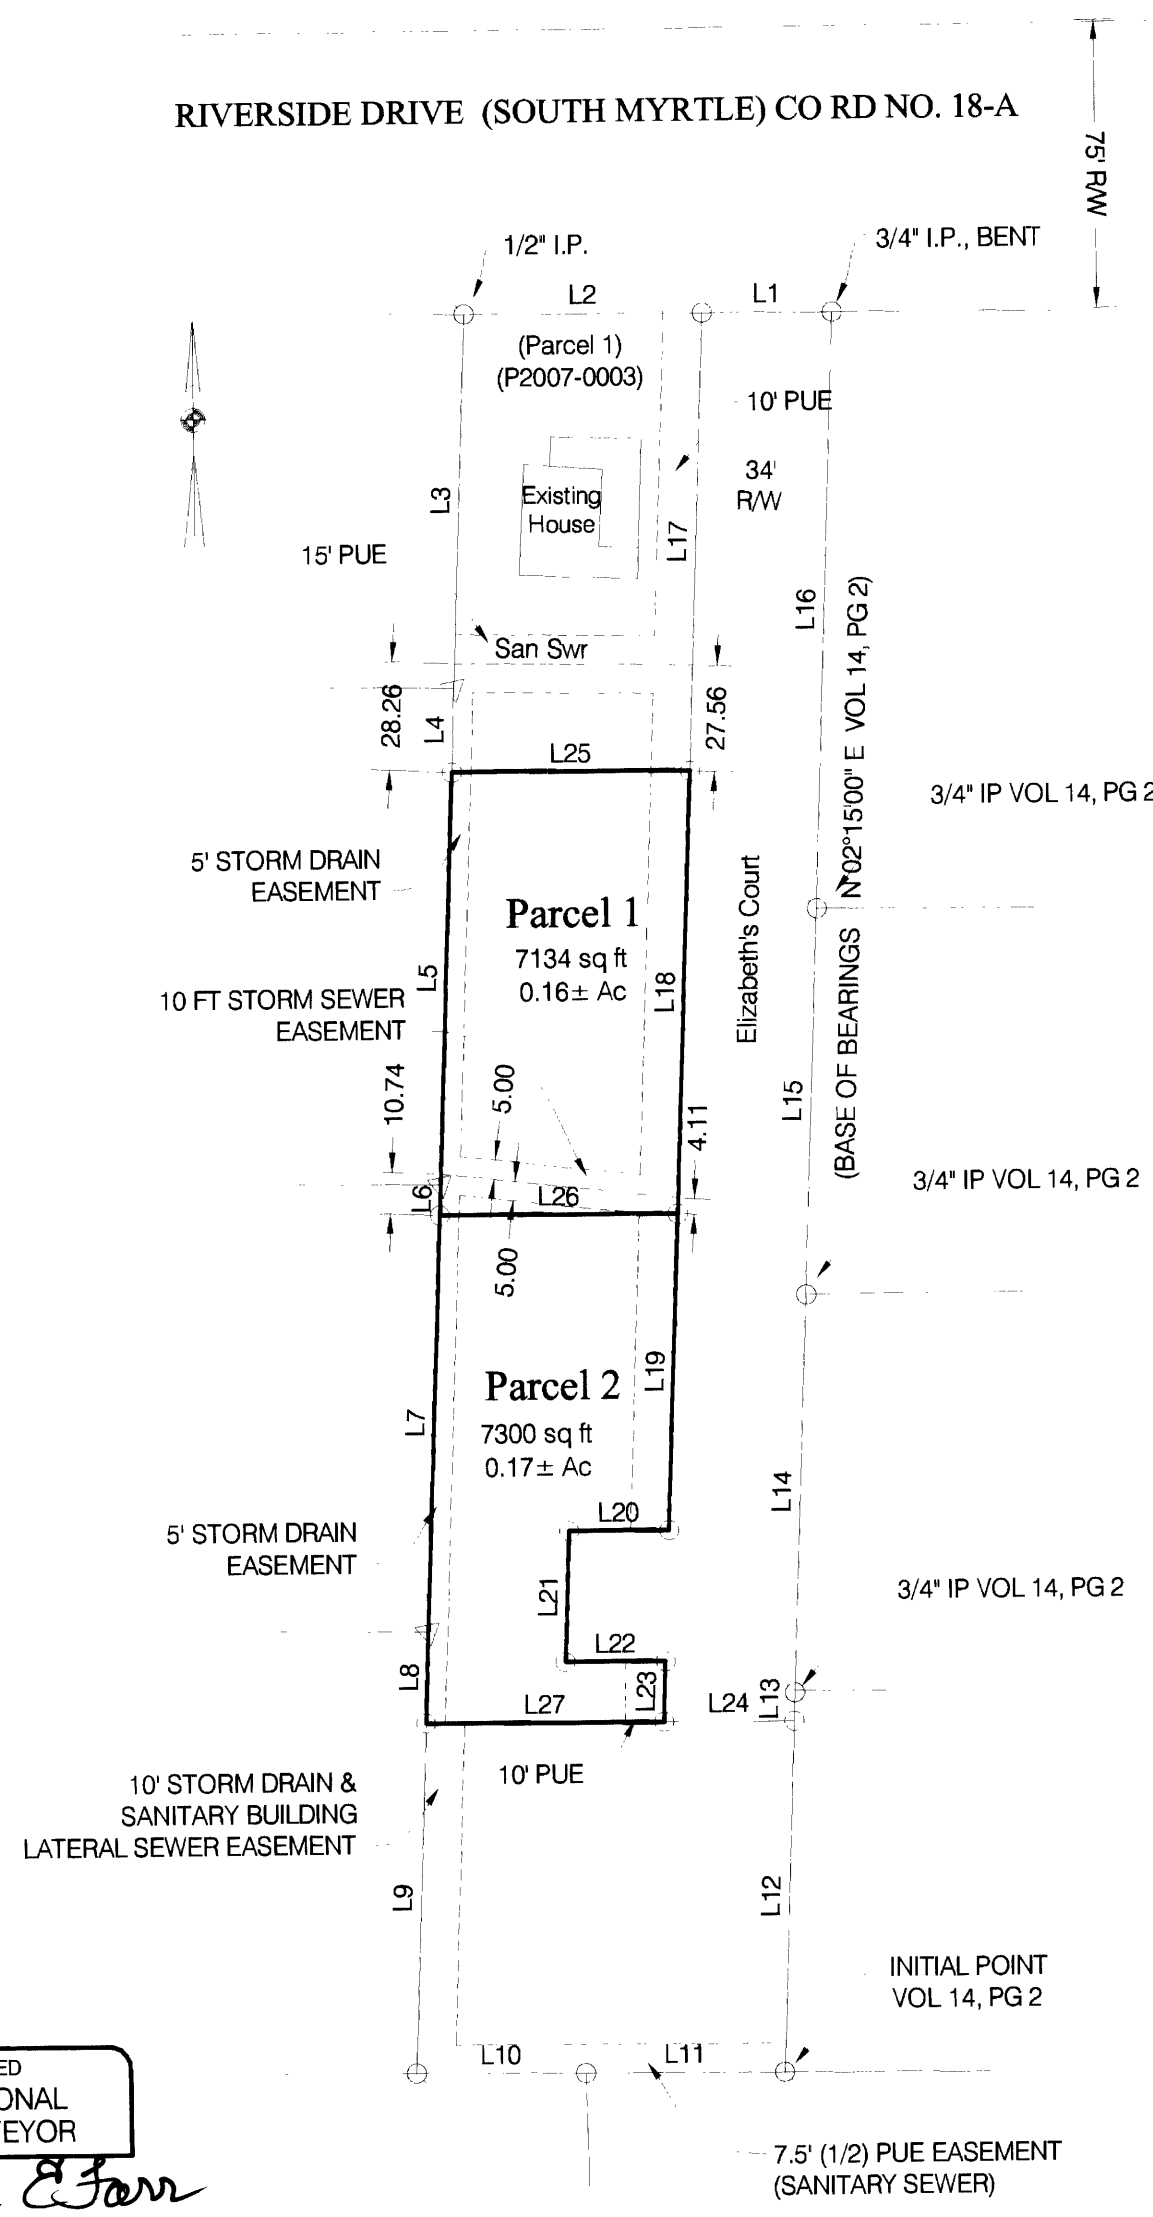 RIVERSIDE DRIVE (SOUTH MYRTLE) CO RD NO. 18-A
75' R/W
1/2" I.P.
3/4" I.P., BENT
L2
L1
(Parcel 1)
(P2007-0003)
10' PUE
34'
R/W
L3
Existing
House
L17
15' PUE
L16
San Swr
28.26
L4
27.56
L25
(BASE OF BEARINGS N 02°15'00" E VOL 14, PG 2)
3/4" IP VOL 14, PG 2
5' STORM DRAIN
EASEMENT
Parcel 1
7134 sq ft
0.16± Ac
Elizabeth's Court
L5
L18
10 FT STORM SEWER
EASEMENT
10.74
5.00
4.11
L15
3/4" IP VOL 14, PG 2
L6
L26
5.00
Parcel 2
7300 sq ft
0.17± Ac
L19
L7
L14
L20
5' STORM DRAIN
EASEMENT
L21
3/4" IP VOL 14, PG 2
L22
L8
L23
L27
L24
L13
10' PUE
10' STORM DRAIN &
SANITARY BUILDING
LATERAL SEWER EASEMENT
L9
L12
INITIAL POINT
VOL 14, PG 2
L10
L11
ED
ONAL
EYOR
E Farr
7.5' (1/2) PUE EASEMENT
(SANITARY SEWER)